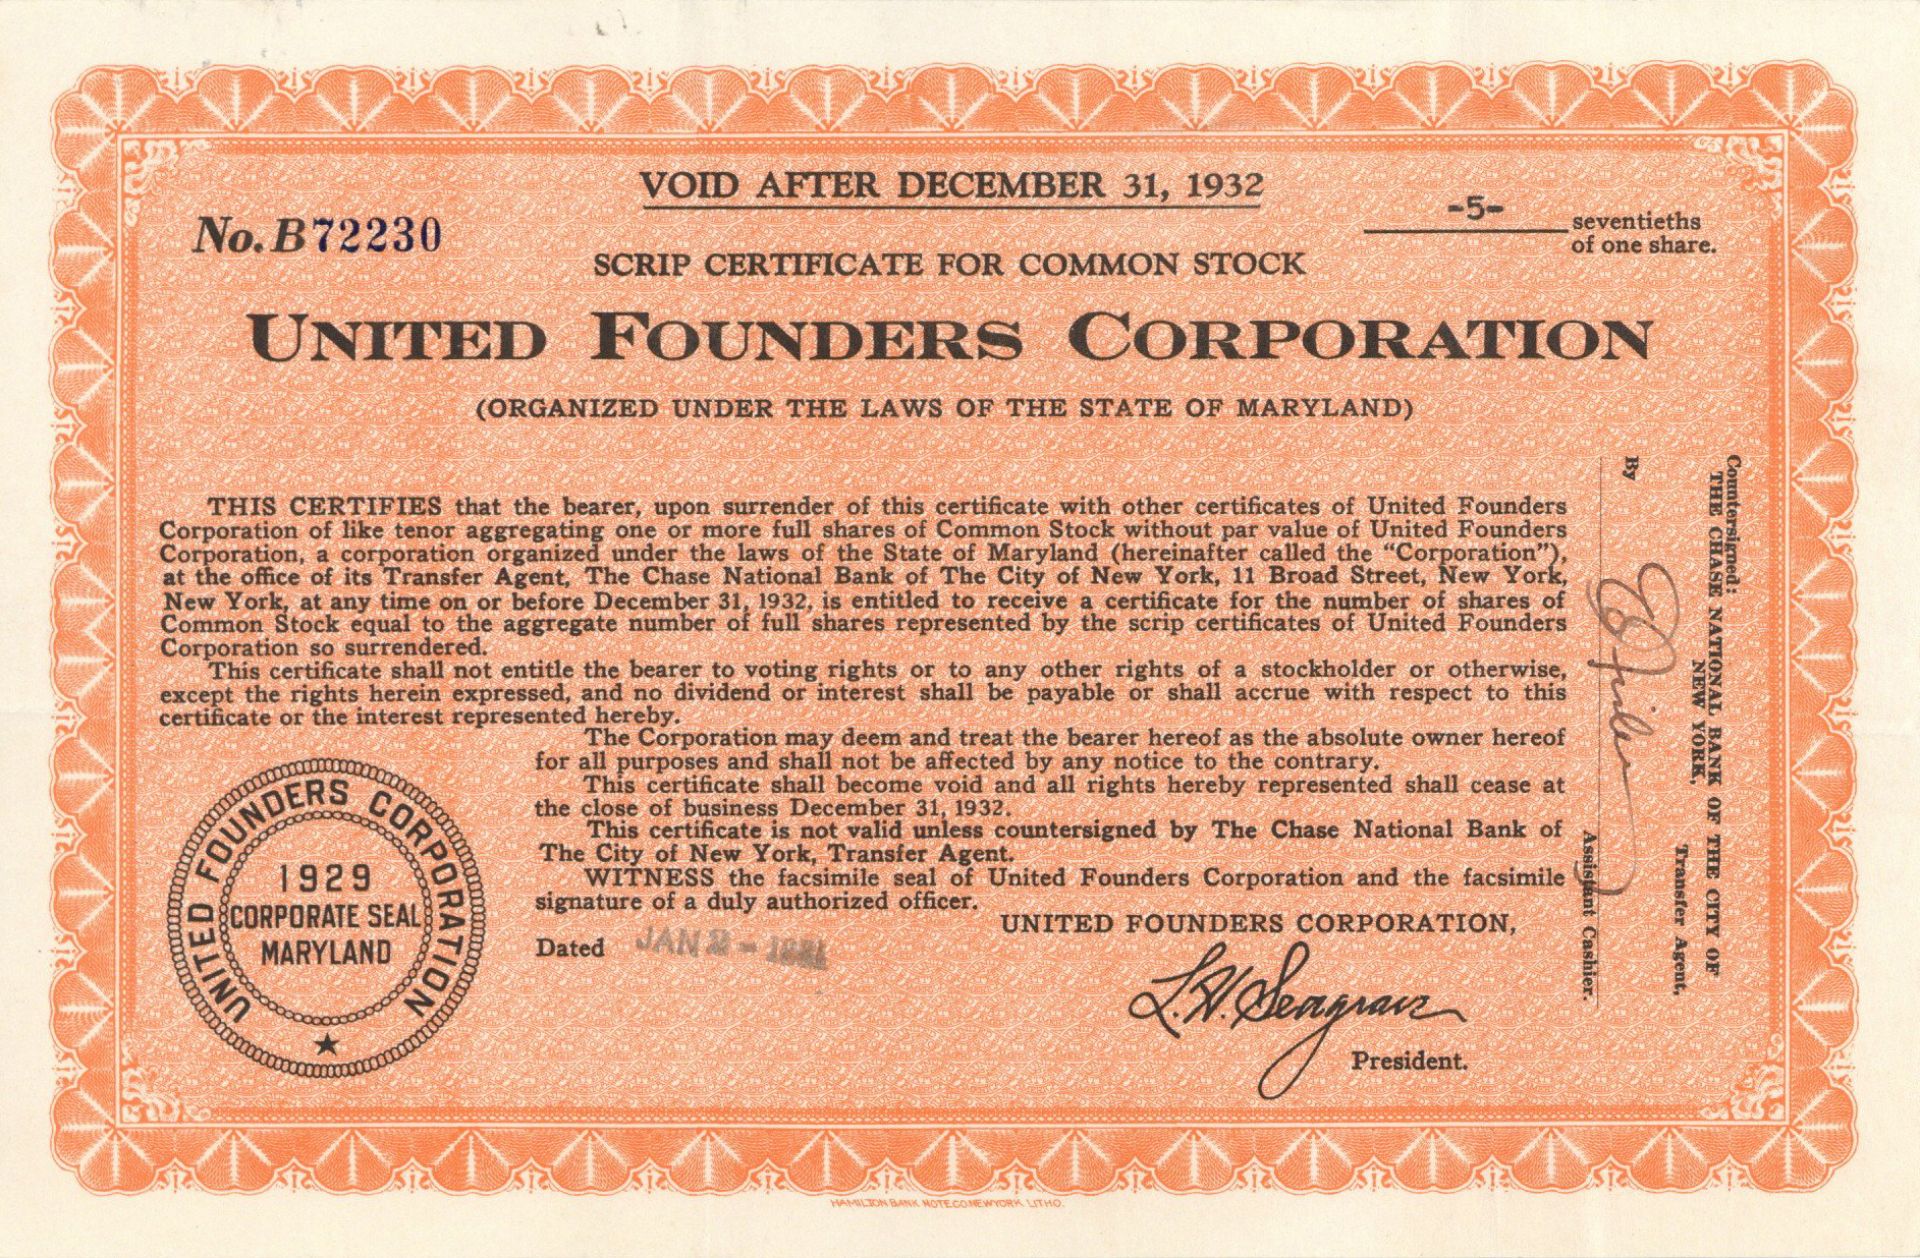 VOID AFTER DECEMBER 31, 1932
No. B72230
-5-
seventieths
of one share.
SCRIP CERTIFICATE FOR COMMON STOCK
UNITED FOUNDERS CORPORATION
(ORGANIZED UNDER THE LAWS OF THE STATE OF MARYLAND)
THIS CERTIFIES that the bearer, upon surrender of this certificate with other certificates of United Founders
Corporation of like tenor aggregating one or more full shares of Common Stock without par value of United Founders
Corporation, a corporation organized under the laws of the State of Maryland (hereinafter called the “Corporation”),
at the office of its Transfer Agent, The Chase National Bank of The City of New York, 11 Broad Street, New York,
New York, at any time on or before December 31, 1932, is entitled to receive a certificate for the number of shares of
Common Stock equal to the aggregate number of full shares represented by the scrip certificates of United Founders
Corporation so surrendered.
This certificate shall not entitle the bearer to voting rights or to any other rights of a stockholder or otherwise,
except the rights herein expressed, and no dividend or interest shall be payable or shall accrue with respect to this
certificate or the interest represented hereby.
The Corporation may deem and treat the bearer hereof as the absolute owner hereof
for all purposes and shall not be affected by any notice to the contrary.
This certificate shall become void and all rights hereby represented shall cease at
the close of business December 31, 1932.
This certificate is not valid unless countersigned by The Chase National Bank of
The City of New York, Transfer Agent.
WITNESS the facsimile seal of United Founders Corporation and the facsimile
signature of a duly authorized officer.
UNITED FOUNDERS CORPORATION,
Dated JAN 2 -
L. H. Seagrave
President.
UNITED FOUNDERS CORPORATION
1929
CORPORATE SEAL
MARYLAND
Countersigned:
THE CHASE NATIONAL BANK OF THE CITY OF
NEW YORK,
Transfer Agent,
By
Assistant Cashier.
HAMILTON BANK NOTE CO. NEW YORK LITHO.